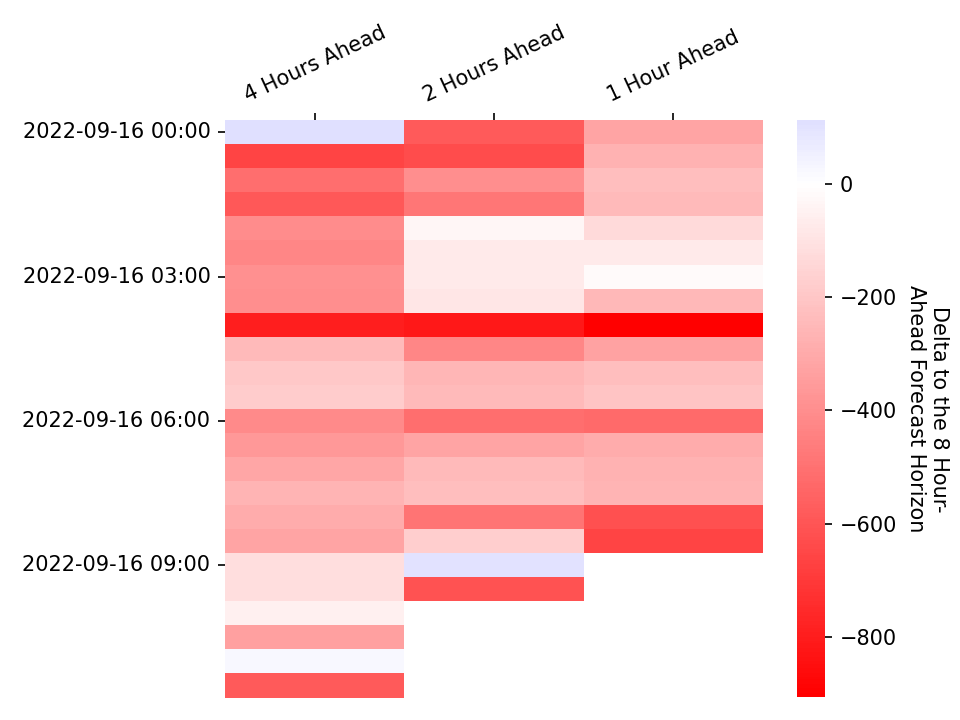 4 Hours Ahead
2 Hours Ahead
1 Hour Ahead
2022-09-16 00:00
2022-09-16 03:00
2022-09-16 06:00
2022-09-16 09:00
0
−200
−400
−600
−800
Delta to the 8 Hour-
Ahead Forecast Horizon